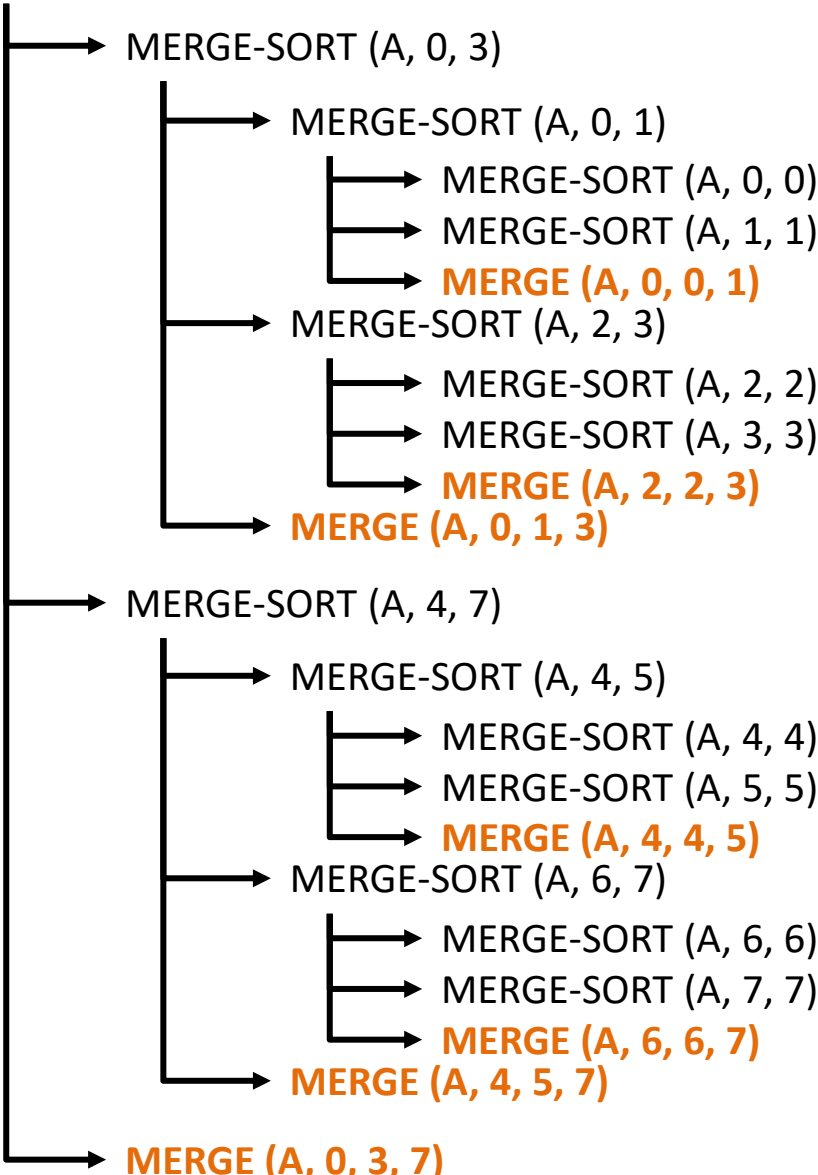 MERGE-SORT (A, 0, 3)
MERGE-SORT (A, 0, 1)
MERGE-SORT (A, 0, 0)
MERGE-SORT (A, 1, 1)
MERGE (A, 0, 0, 1)
MERGE-SORT (A, 2, 3)
MERGE-SORT (A, 2, 2)
MERGE-SORT (A, 3, 3)
MERGE (A, 2, 2, 3)
MERGE (A, 0, 1, 3)
MERGE-SORT (A, 4, 7)
MERGE-SORT (A, 4, 5)
MERGE-SORT (A, 4, 4)
MERGE-SORT (A, 5, 5)
MERGE (A, 4, 4, 5)
MERGE-SORT (A, 6, 7)
MERGE-SORT (A, 6, 6)
MERGE-SORT (A, 7, 7)
MERGE (A, 6, 6, 7)
MERGE (A, 4, 5, 7)
MERGE (A, 0, 3, 7)